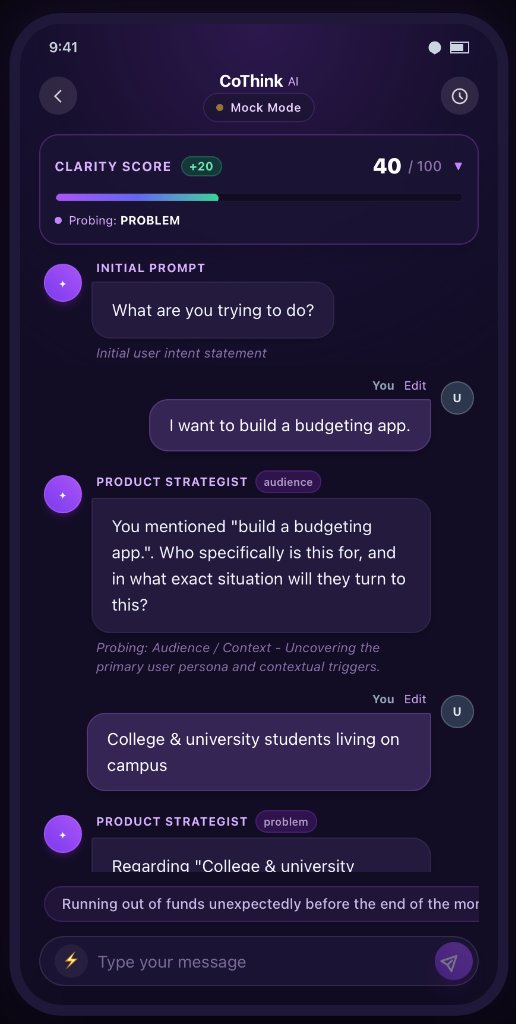 9:41
CoThink AI
Mock Mode
CLARITY SCORE +20 40 / 100
Probing: PROBLEM
INITIAL PROMPT
What are you trying to do?
Initial user intent statement
You Edit
U
I want to build a budgeting app.
PRODUCT STRATEGIST audience
You mentioned "build a budgeting
app.". Who specifically is this for, and
in what exact situation will they turn to
this?
Probing: Audience / Context - Uncovering the
primary user persona and contextual triggers.
You Edit
U
College & university students living on
campus
PRODUCT STRATEGIST problem
Regarding "College & university
Running out of funds unexpectedly before the end of the mon
Type your message